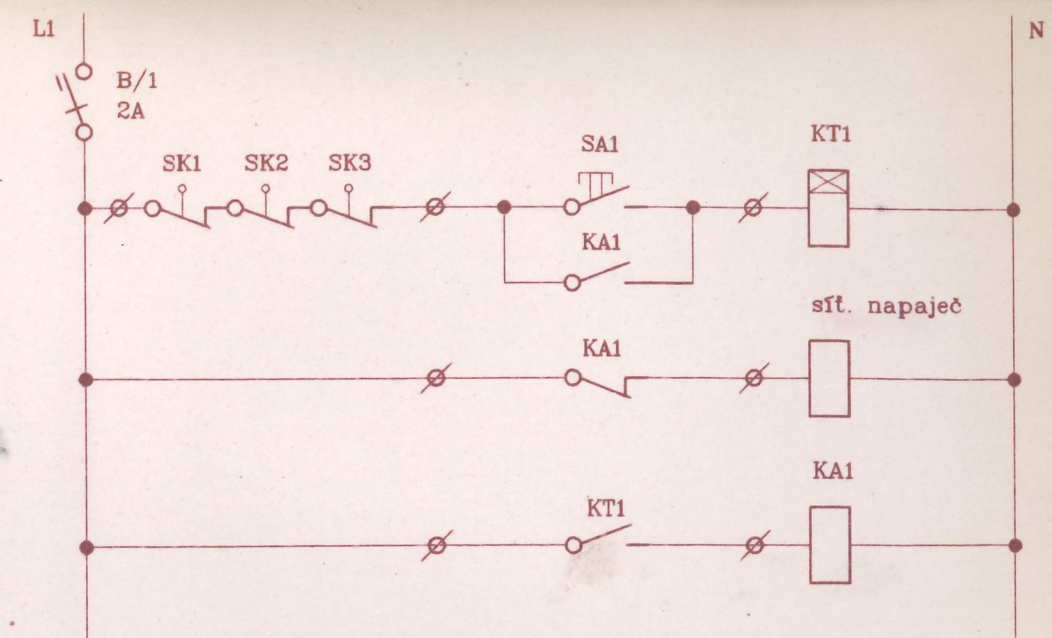 L1
N
B/1
2A
SK1 SK2 SK3
SA1
KT1
KA1
síť. napaječ
KA1
KA1
KT1